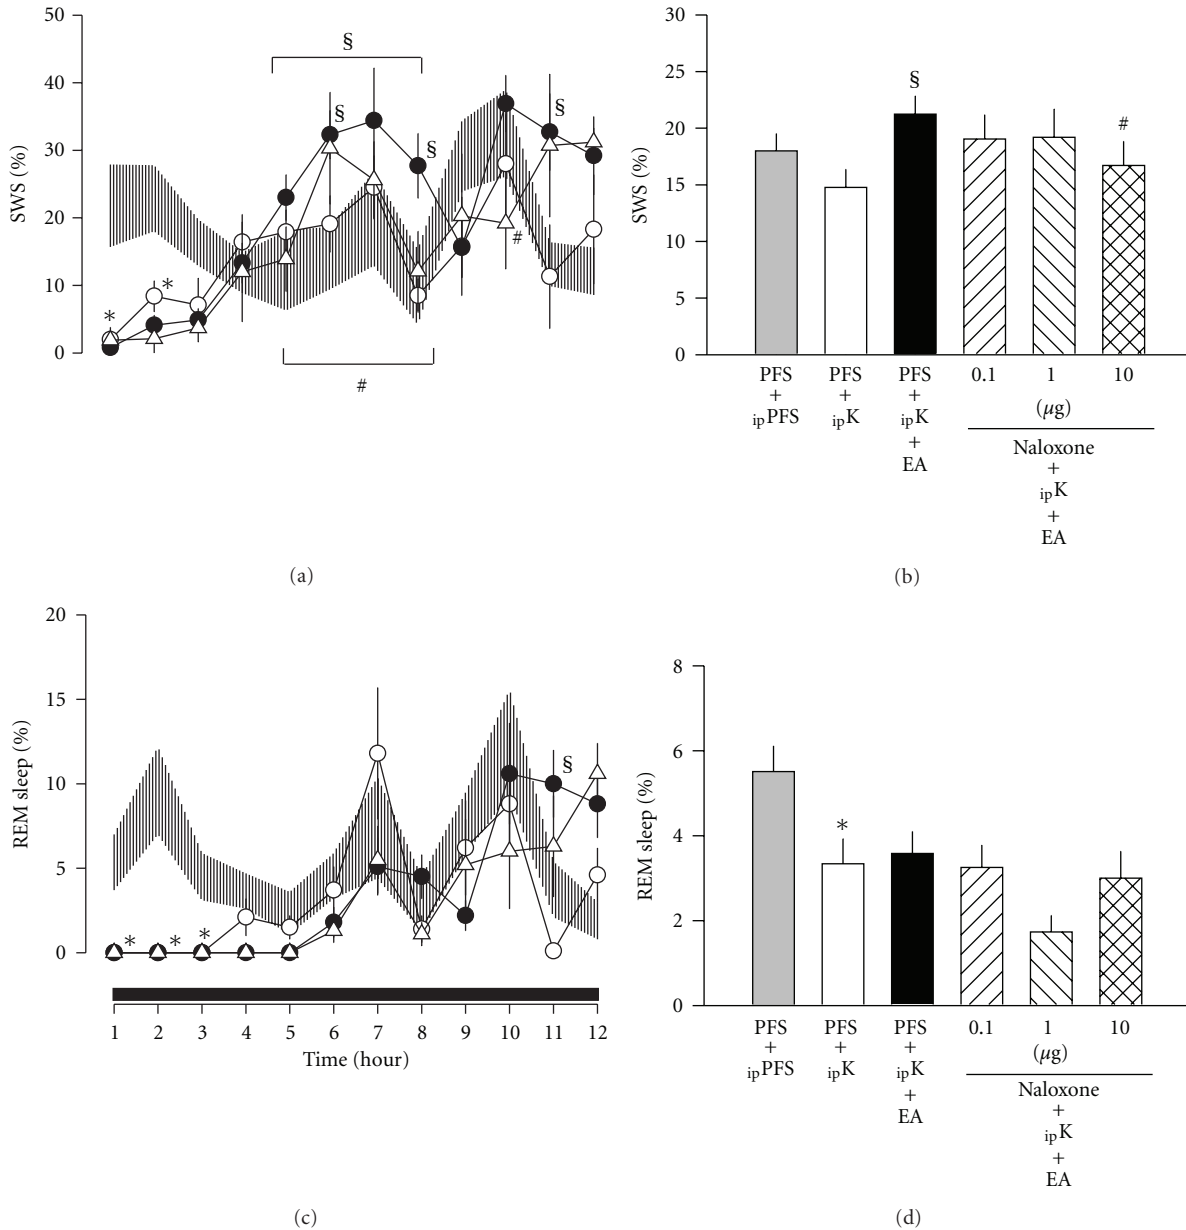 50
40
30
20
10
0
SWS (%)
§
§
§
§
*
*
#
#
(a)
30
25
20
15
10
5
0
SWS (%)
§
#
PFS
+
ipPFS
PFS
+
ipK
PFS
+
ipK
+
EA
0.1
1
10
(µg)
Naloxone
+
ipK
+
EA
(b)
20
15
10
5
0
REM sleep (%)
§
*
*
*
1 2 3 4 5 6 7 8 9 10 11 12
Time (hour)
(c)
8
6
4
2
0
REM sleep (%)
*
PFS
+
ipPFS
PFS
+
ipK
PFS
+
ipK
+
EA
0.1
1
10
(µg)
Naloxone
+
ipK
+
EA
(d)